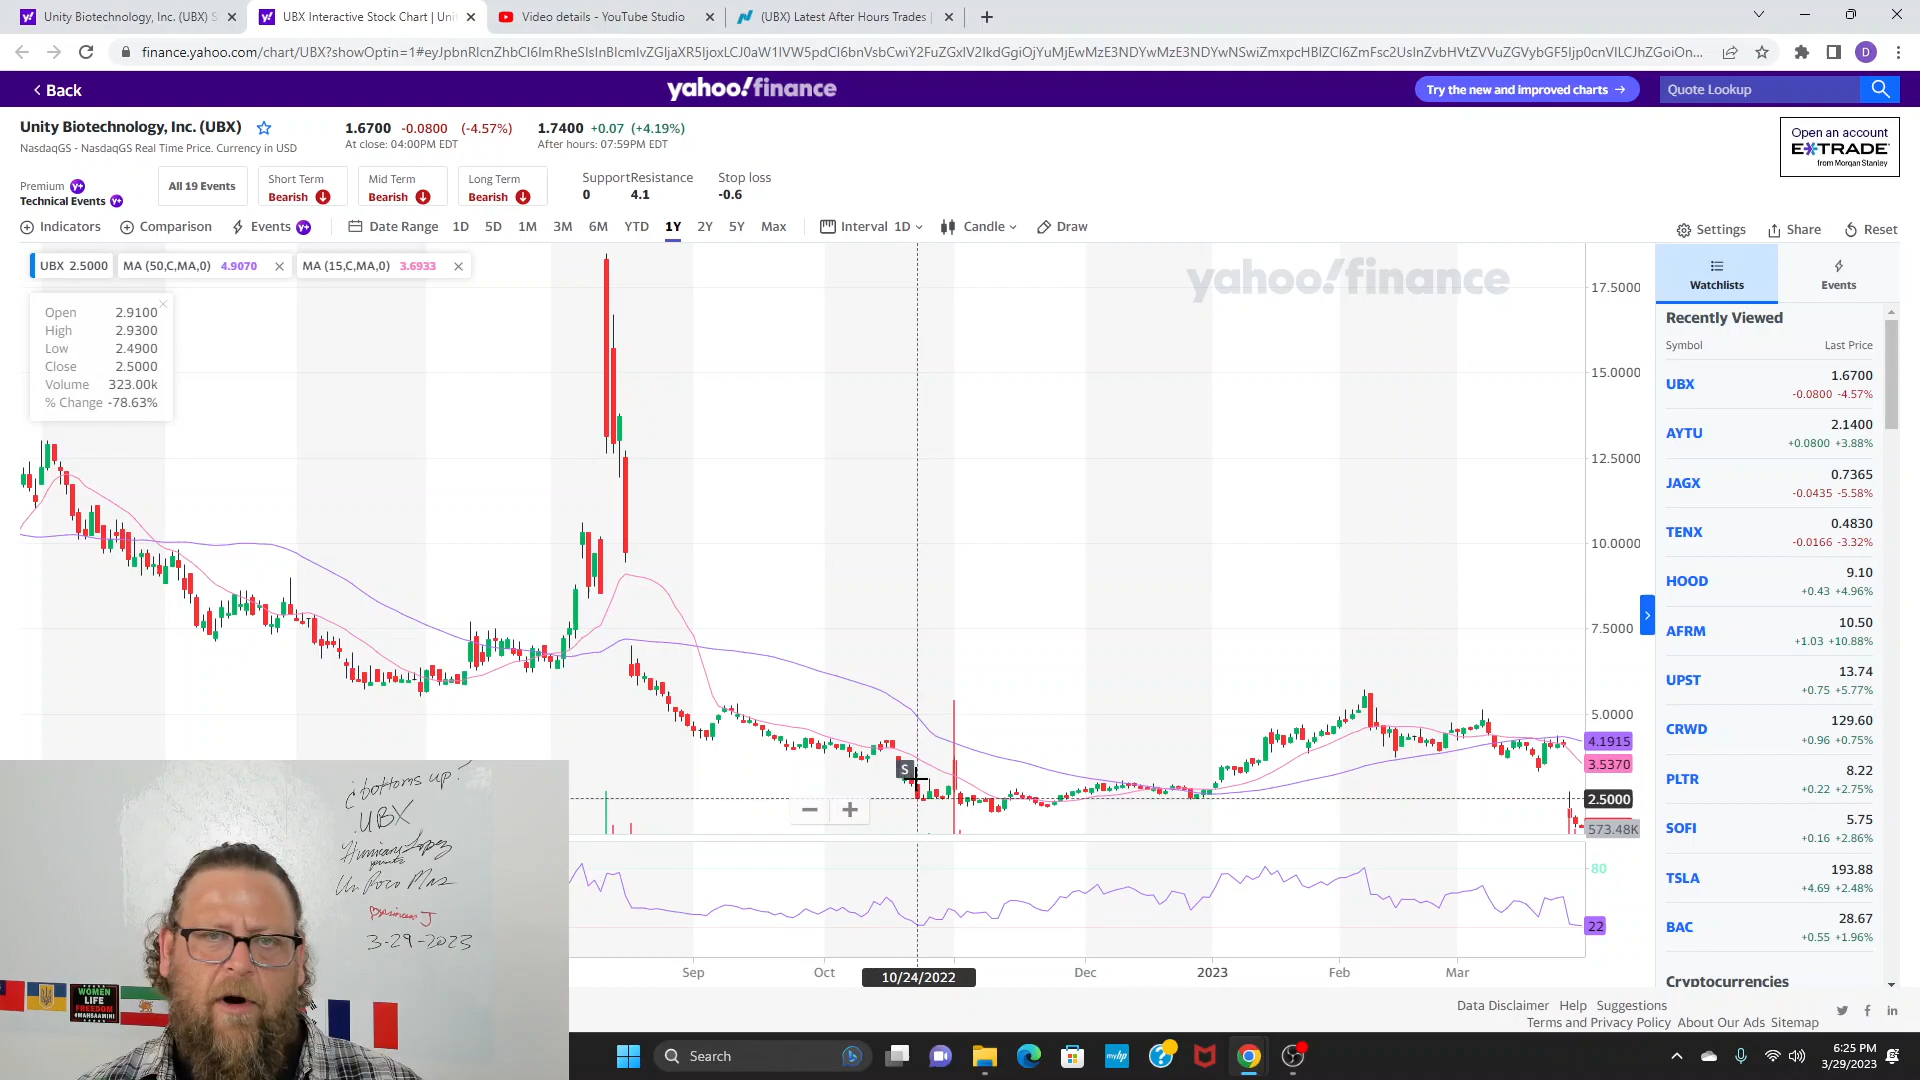 Unity Biotechnology, Inc. (UBX) S
UBX Interactive Stock Chart | Uni
Video details - YouTube Studio
(UBX) Latest After Hours Trades |
finance.yahoo.com/chart/UBX?showOptin=1#
D
Back
yahoo!finance
Try the new and improved charts →
Quote Lookup
Unity Biotechnology, Inc. (UBX)
1.6700 -0.0800 (-4.57%)
1.7400 +0.07 (+4.19%)
NasdaqGS - NasdaqGS Real Time Price. Currency in USD
At close: 04:00PM EDT
After hours: 07:59PM EDT
Open an account
E*TRADE
from Morgan Stanley
Premium Y+
Technical Events Y+
All 19 Events
Short Term
Bearish
Mid Term
Bearish
Long Term
Bearish
SupportResistance
0 4.1
Stop loss
-0.6
Indicators Comparison Events Y+ Date Range 1D 5D 1M 3M 6M YTD 1Y 2Y 5Y Max Interval 1D Candle Draw
Settings Share Reset
UBX 2.5000 MA (50,C,MA,0) 4.9070 MA (15,C,MA,0) 3.6933
Open 2.9100
High 2.9300
Low 2.4900
Close 2.5000
Volume 323.00k
% Change -78.63%
yahoo!finance
17.5000
15.0000
12.5000
10.0000
7.5000
5.0000
4.1915
3.5370
2.5000
573.48K
80
22
S
Sep Oct 10/24/2022 Dec 2023 Feb Mar
Watchlists Events
Recently Viewed
Symbol Last Price
UBX 1.6700
-0.0800 -4.57%
AYTU 2.1400
+0.0800 +3.88%
JAGX 0.7365
-0.0435 -5.58%
TENX 0.4830
-0.0166 -3.32%
HOOD 9.10
+0.43 +4.96%
AFRM 10.50
+1.03 +10.88%
UPST 13.74
+0.75 +5.77%
CRWD 129.60
+0.96 +0.75%
PLTR 8.22
+0.22 +2.75%
SOFI 5.75
+0.16 +2.86%
TSLA 193.88
+4.69 +2.48%
BAC 28.67
+0.55 +1.96%
Cryptocurrencies
Data Disclaimer Help Suggestions
Terms and Privacy Policy About Our Ads Sitemap
¿bottoms up?
UBX
Un Poco Mas
J
3-29-2023
WOMEN
LIFE
FREEDOM
#MAHSAAMINI
Search
6:25 PM
3/29/2023